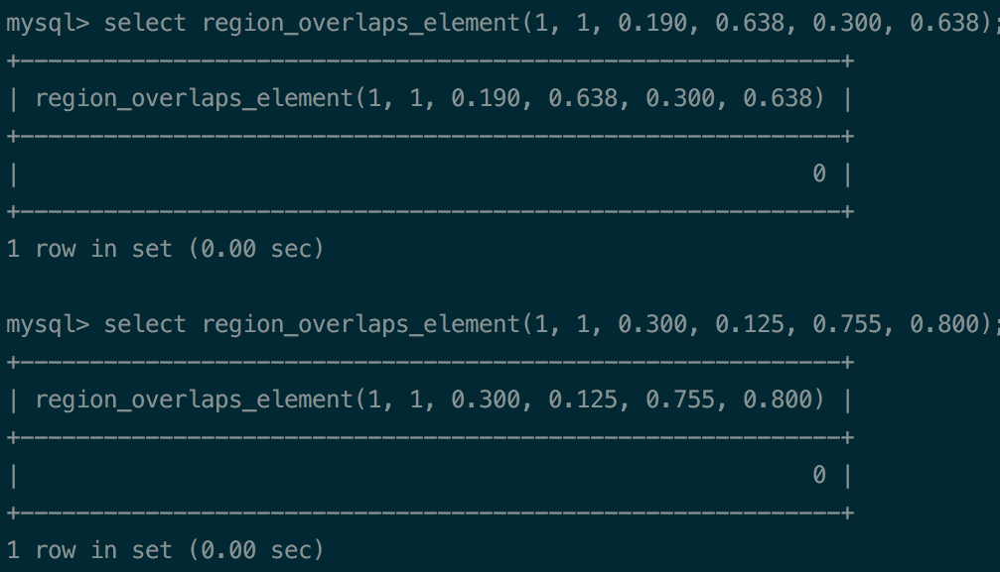 mysql> select region_overlaps_element(1, 1, 0.190, 0.638, 0.300, 0.638);
+-----------------------------------------------------------+
| region_overlaps_element(1, 1, 0.190, 0.638, 0.300, 0.638) |
+-----------------------------------------------------------+
|                                                         0 |
+-----------------------------------------------------------+
1 row in set (0.00 sec)

mysql> select region_overlaps_element(1, 1, 0.300, 0.125, 0.755, 0.800);
+-----------------------------------------------------------+
| region_overlaps_element(1, 1, 0.300, 0.125, 0.755, 0.800) |
+-----------------------------------------------------------+
|                                                         0 |
+-----------------------------------------------------------+
1 row in set (0.00 sec)